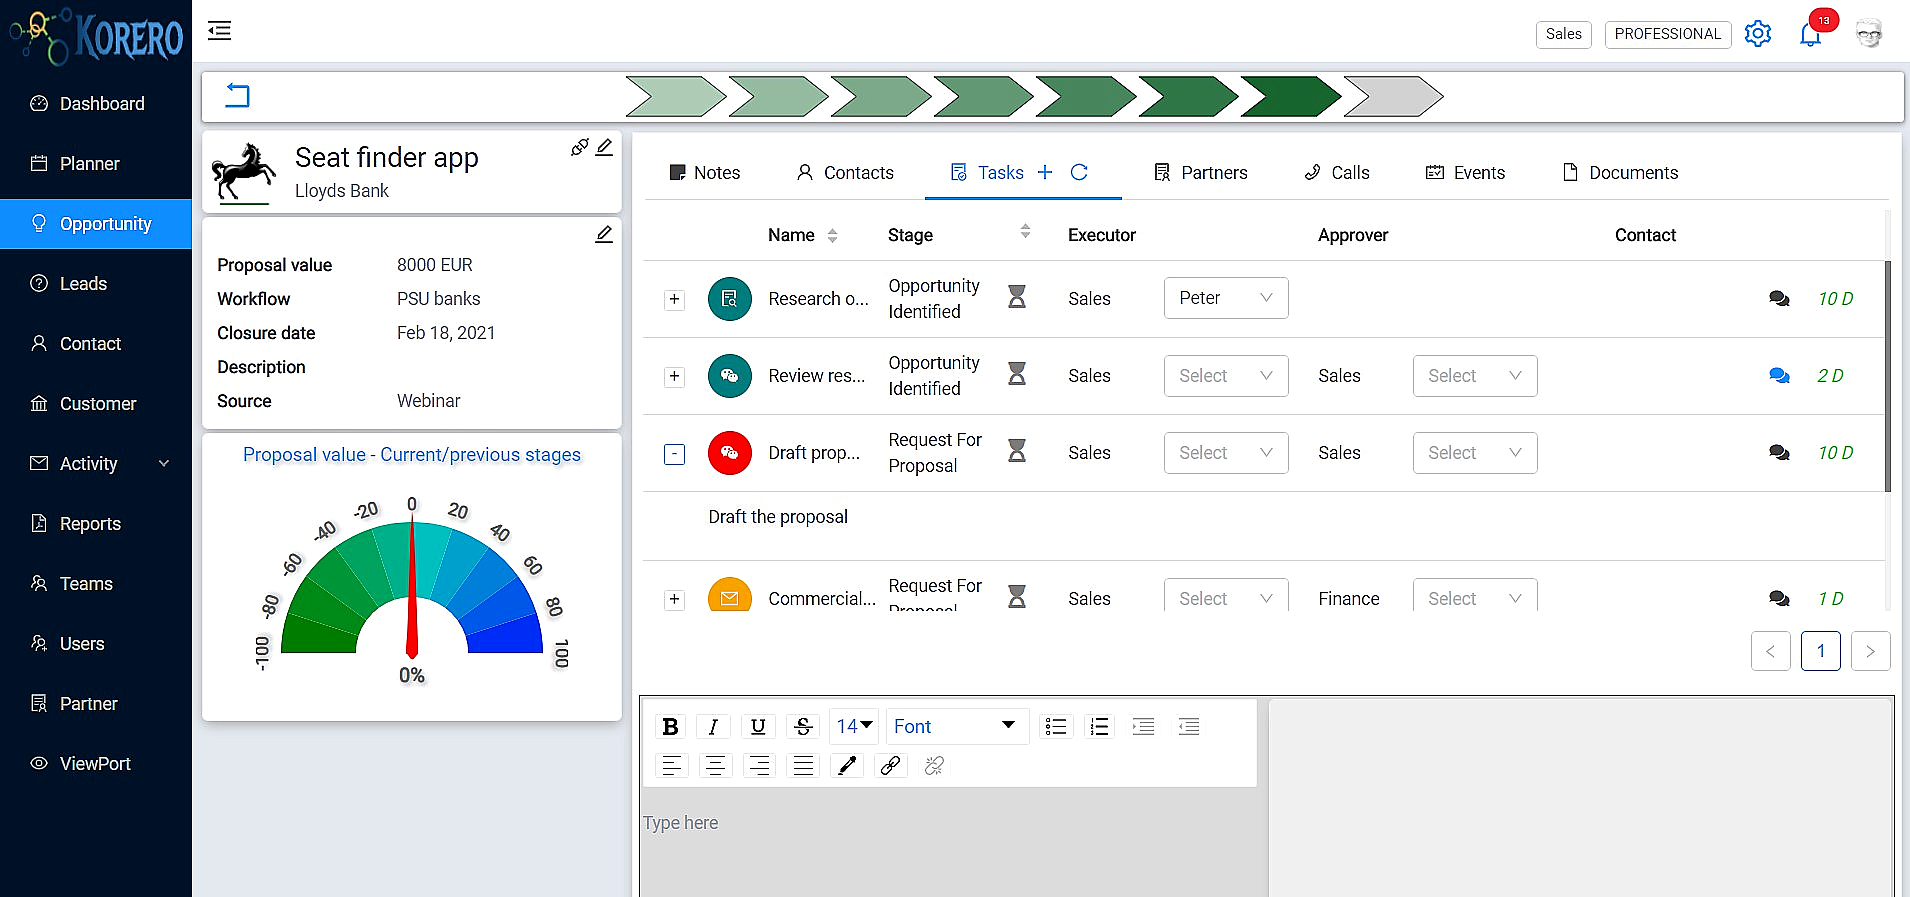 KORERO
Sales
PROFESSIONAL
13
Dashboard
Planner
Opportunity
Leads
Contact
Customer
Activity
Reports
Teams
Users
Partner
ViewPort
Seat finder app
Lloyds Bank
Proposal value 8000 EUR
Workflow PSU banks
Closure date Feb 18, 2021
Description
Source Webinar
Proposal value - Current/previous stages
-100 -80 -60 -40 -20 0 20 40 60 80 100
0%
Notes Contacts Tasks Partners Calls Events Documents
Name Stage Executor Approver Contact
Research o... Opportunity Identified Sales Peter 10 D
Review res... Opportunity Identified Sales Select Sales Select 2 D
Draft prop... Request For Proposal Sales Select Sales Select 10 D
Draft the proposal
Commercial... Request For Proposal Sales Select Finance Select 1 D
1
B I U S 14 Font
Type here